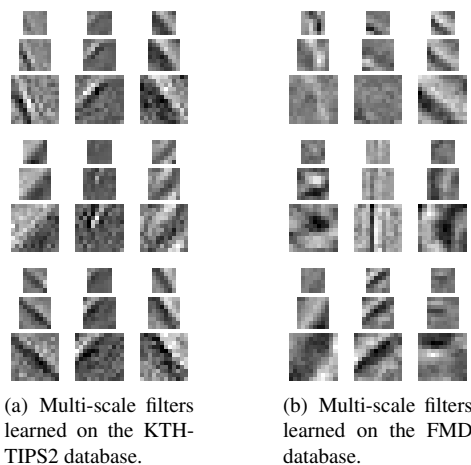 (a) Multi-scale filters
learned on the KTH-
TIPS2 database.
(b) Multi-scale filters
learned on the FMD
database.